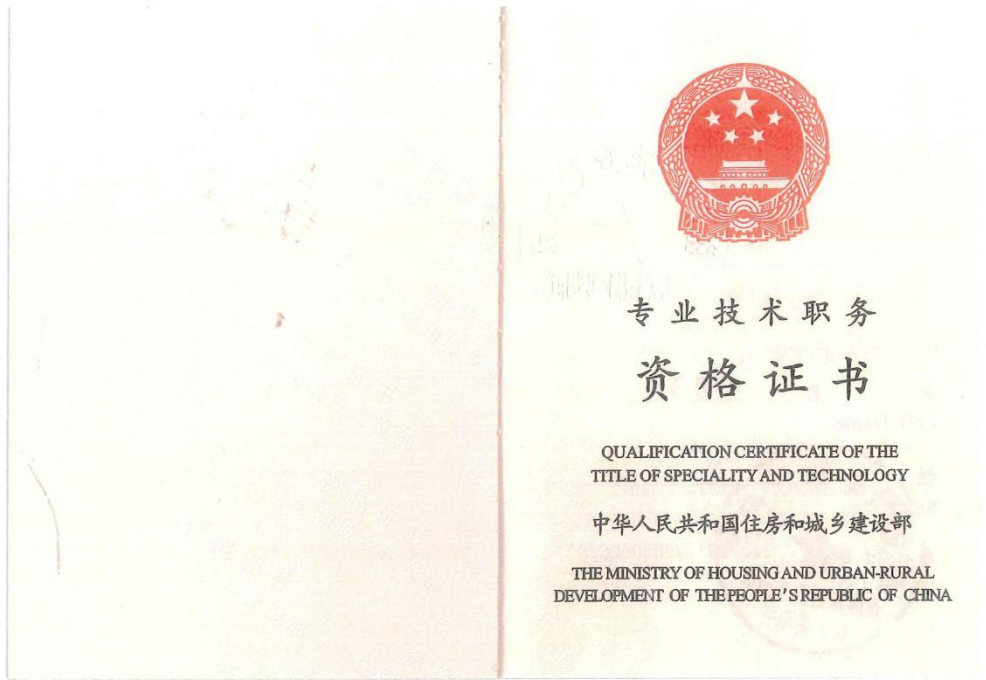 专业技术职务
资格证书
QUALIFICATION CERTIFICATE OF THE
TITLE OF SPECIALITY AND TECHNOLOGY
中华人民共和国住房和城乡建设部
THE MINISTRY OF HOUSING AND URBAN-RURAL
DEVELOPMENT OF THE PEOPLE'S REPUBLIC OF CHINA